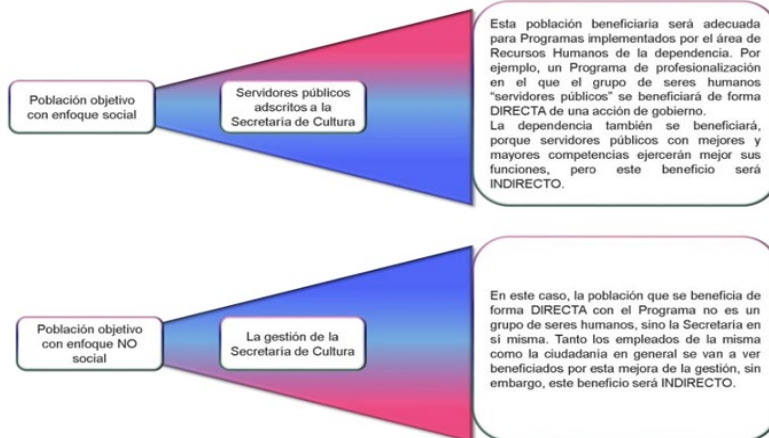 Población objetivo
con enfoque social
Servidores públicos
adscritos a la
Secretaría de Cultura
Esta población beneficiaria será adecuada
para Programas implementados por el área de
Recursos Humanos de la dependencia. Por
ejemplo, un Programa de profesionalización
en el que el grupo de seres humanos
"servidores públicos" se beneficiará de forma
DIRECTA de una acción de gobierno.
La dependencia también se beneficiará,
porque servidores públicos con mejores y
mayores competencias ejercerán mejor sus
funciones, pero este beneficio será
INDIRECTO.
Población objetivo
con enfoque NO
social
La gestión de la
Secretaría de Cultura
En este caso, la población que se beneficia de
forma DIRECTA con el Programa no es un
grupo de seres humanos, sino la Secretaría en
sí misma. Tanto los empleados de la misma
como la ciudadanía en general se van a ver
beneficiados por esta mejora de la gestión, sin
embargo, este beneficio será INDIRECTO.